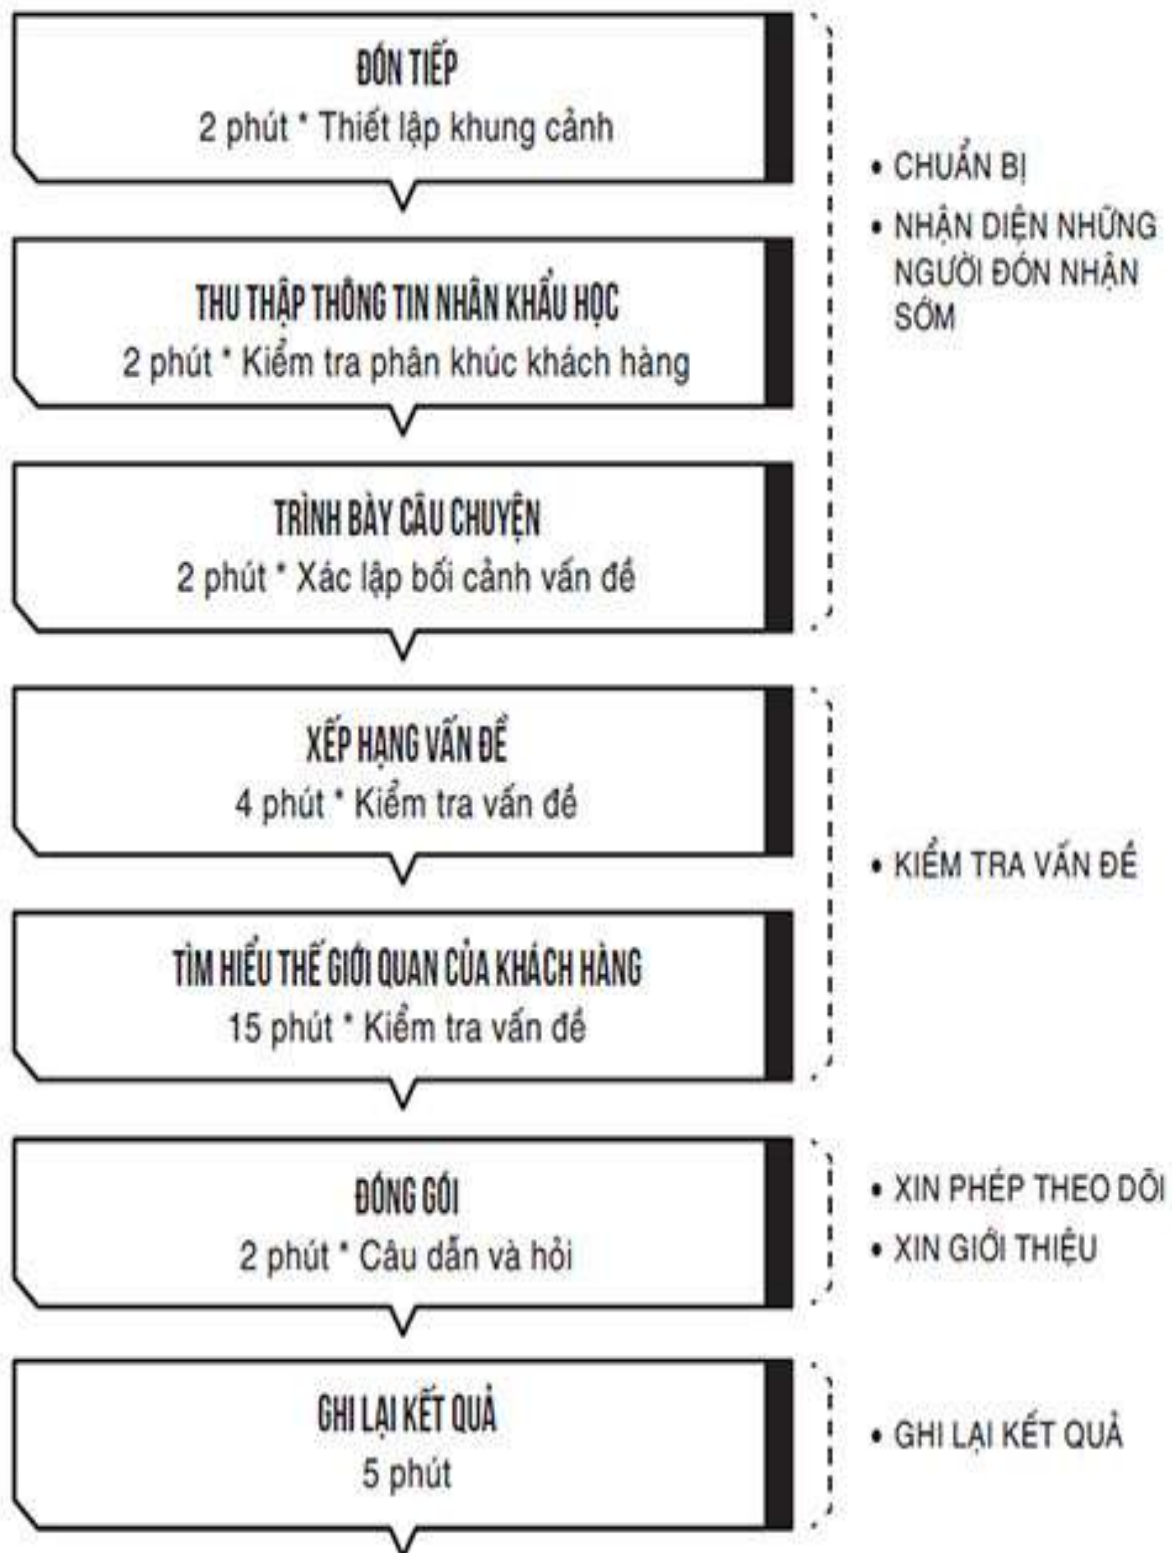 ĐÓN TIẾP
2 phút * Thiết lập khung cảnh
THU THẬP THÔNG TIN NHÂN KHẨU HỌC
2 phút * Kiểm tra phân khúc khách hàng
TRÌNH BÀY CÂU CHUYỆN
2 phút * Xác lập bối cảnh vấn đề
• CHUẨN BỊ
• NHẬN DIỆN NHỮNG
NGƯỜI ĐÓN NHẬN
SỚM
XẾP HẠNG VẤN ĐỀ
4 phút * Kiểm tra vấn đề
TÌM HIỂU THẾ GIỚI QUAN CỦA KHÁCH HÀNG
15 phút * Kiểm tra vấn đề
• KIỂM TRA VẤN ĐỀ
ĐÓNG GÓI
2 phút * Câu dẫn và hỏi
• XIN PHÉP THEO DÕI
• XIN GIỚI THIỆU
GHI LẠI KẾT QUẢ
5 phút
• GHI LẠI KẾT QUẢ